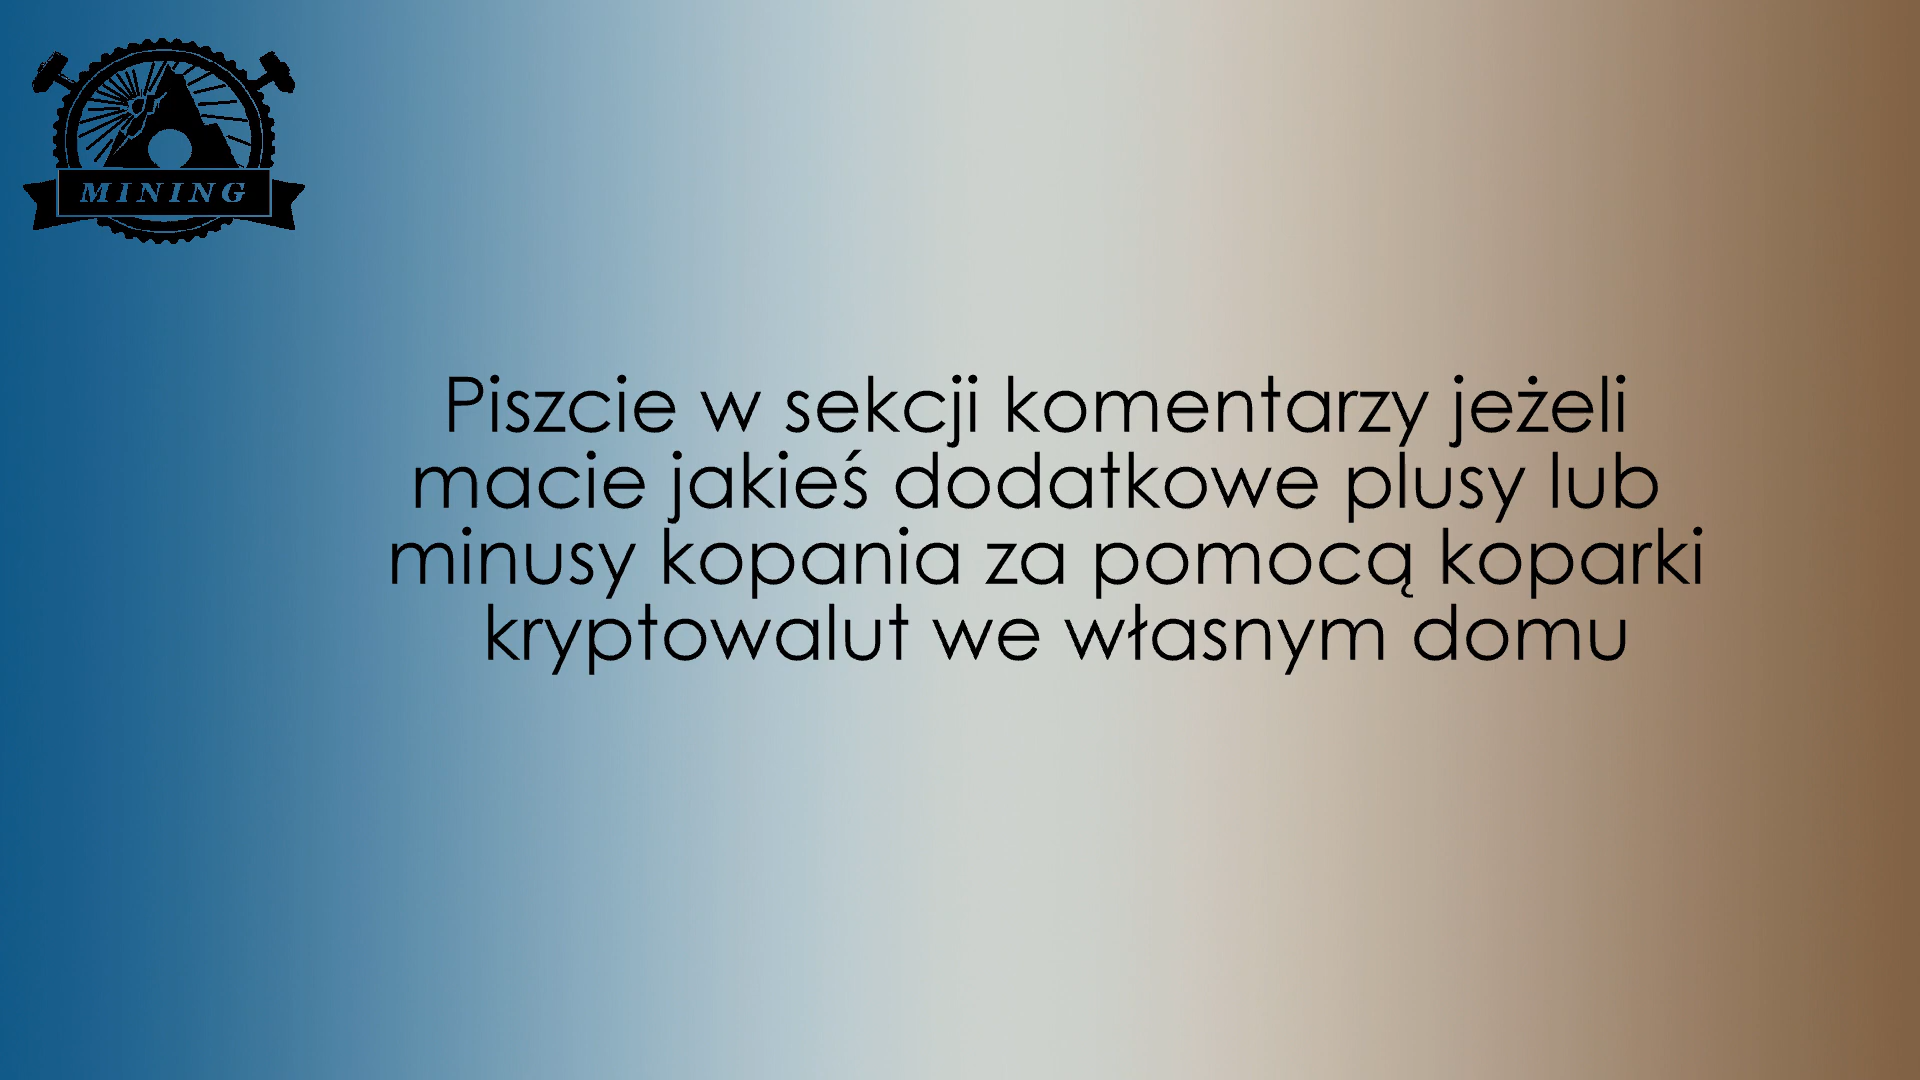 MINING
Piszcie w sekcji komentarzy jeżeli
macie jakieś dodatkowe plusy lub
minusy kopania za pomocą koparki
kryptowalut we własnym domu